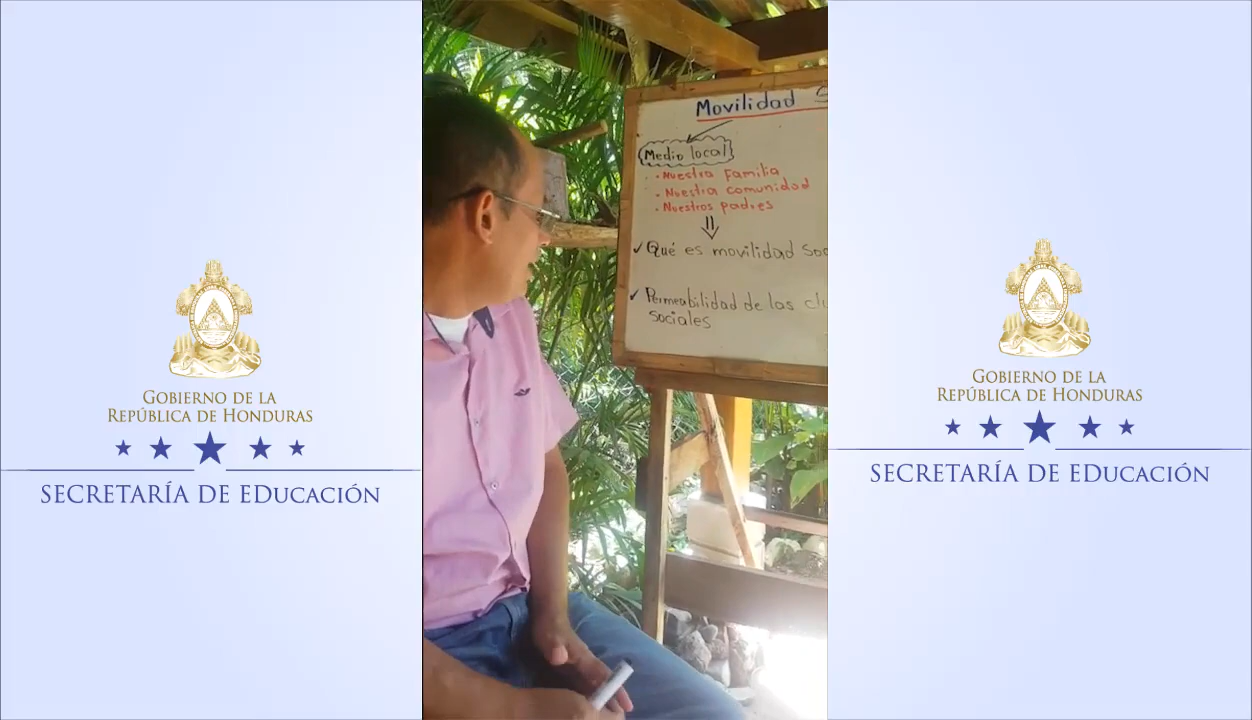 GOBIERNO DE LA
REPÚBLICA DE HONDURAS
SECRETARÍA DE EDUCACIÓN
Movilidad
Medio local
• Nuestra Familia
• Nuestra comunidad
• Nuestros padres
✓ Qué es movilidad Soc
✓ Permeabilidad de las
sociales
GOBIERNO DE LA
REPÚBLICA DE HONDURAS
SECRETARÍA DE EDUCACIÓN